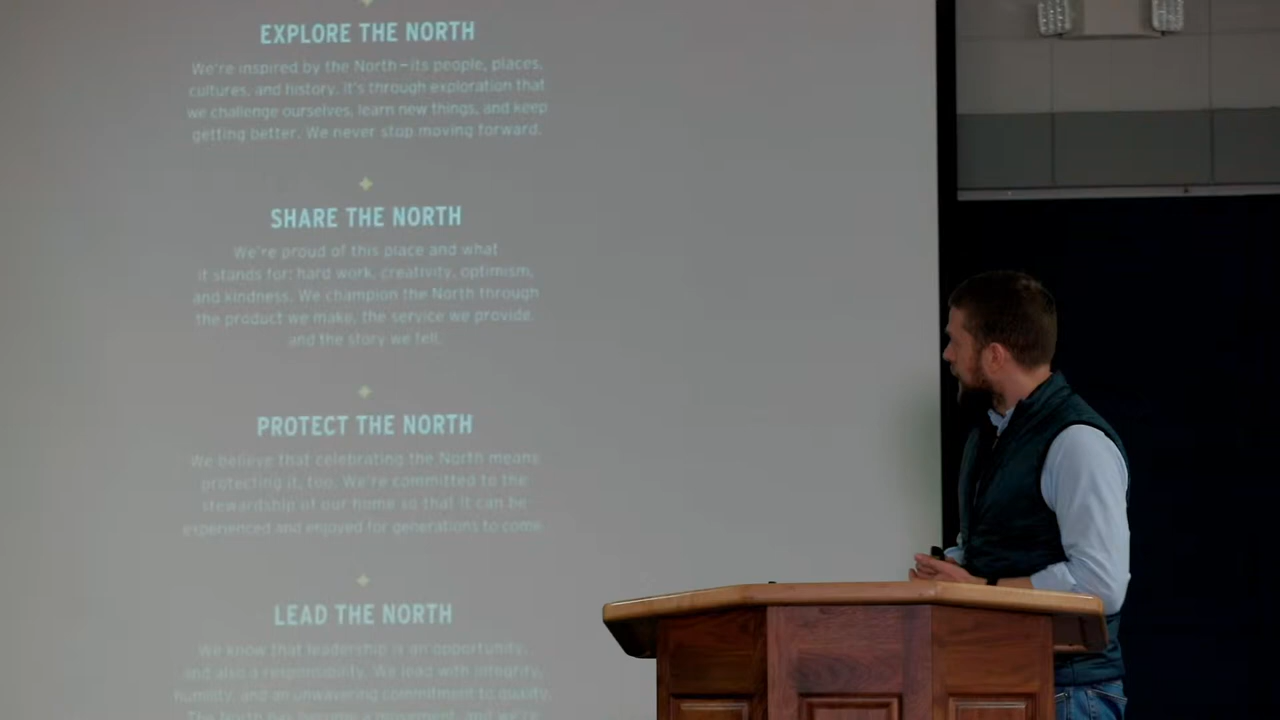 EXPLORE THE NORTH
We're inspired by the North—its people, places,
cultures, and history. It's through exploration that
we challenge ourselves, learn new things, and keep
getting better. We never stop moving forward.
SHARE THE NORTH
We're proud of this place and what
it stands for: hard work, creativity, optimism,
and kindness. We champion the North through
the product we make, the service we provide,
and the story we tell.
PROTECT THE NORTH
We believe that celebrating the North means
protecting it, too. We're committed to the
stewardship of our home so that it can be
experienced and enjoyed for generations to come.
LEAD THE NORTH
We know that leadership is an opportunity,
and also a responsibility. We lead with integrity,
humility, and an unwavering commitment to quality.
The North